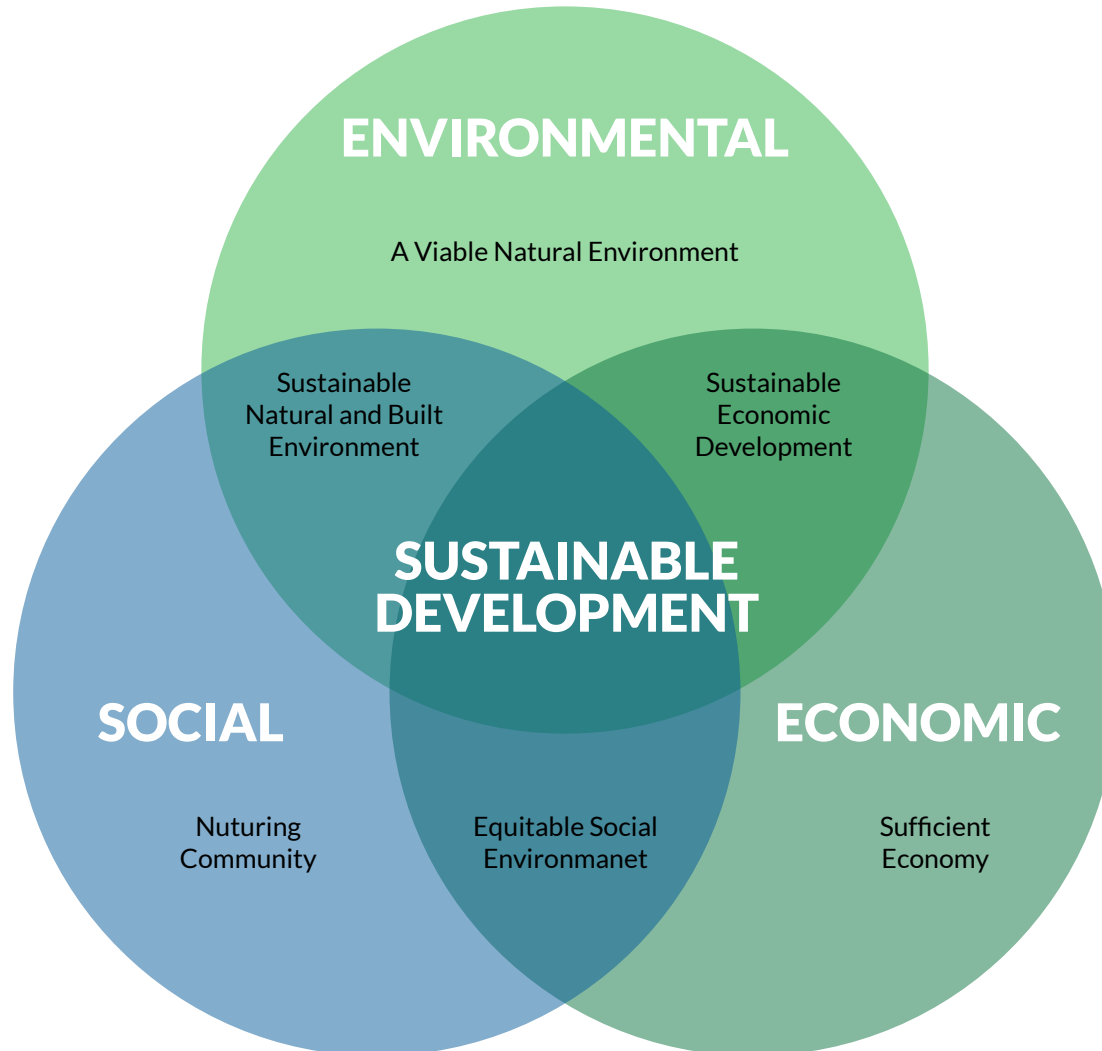 ENVIRONMENTAL
A Viable Natural Environment
Sustainable
Natural and Built
Environment
Sustainable
Economic
Development
SUSTAINABLE
DEVELOPMENT
SOCIAL
ECONOMIC
Nuturing
Community
Equitable Social
Environmanet
Sufficient
Economy